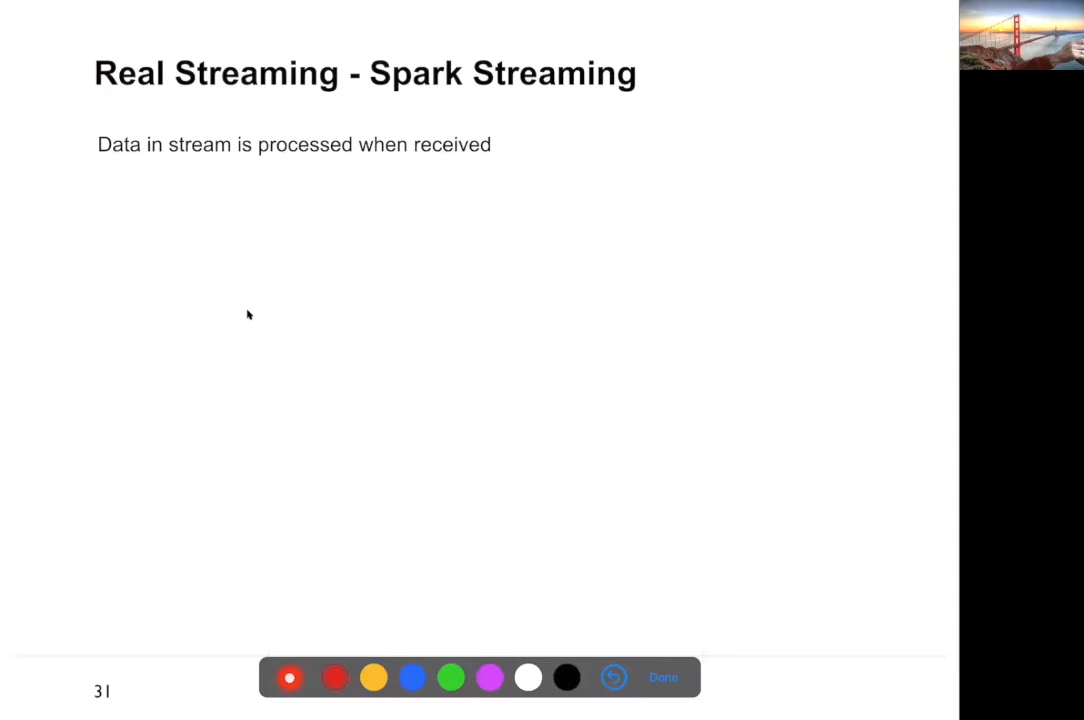 Real Streaming - Spark Streaming
Data in stream is processed when received
31
Done